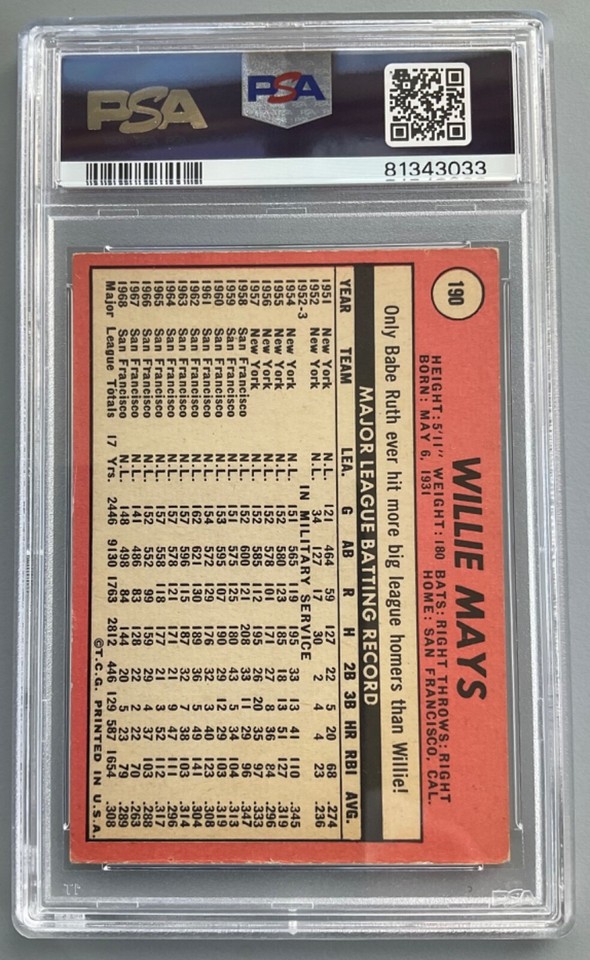 PSA
PSA
81343033
190
WILLIE MAYS
HEIGHT: 5'11" WEIGHT: 180 BATS: RIGHT THROWS: RIGHT
BORN: MAY 6, 1931 HOME: SAN FRANCISCO, CAL.
Only Babe Ruth ever hit more big league homers than Willie!
MAJOR LEAGUE BATTING RECORD
YEAR TEAM LEA. G AB R H 2B 3B HR RBI AVG.
1951 New York N.L. 121 464 59 127 22 5 20 68 .274
1952 New York N.L. 34 127 17 30 2 4 4 23 .236
1952-3 IN MILITARY SERVICE
1954 New York N.L. 151 565 119 195 33 13 41 110 .345
1955 New York N.L. 152 580 123 185 18 13 51 127 .319
1956 New York N.L. 152 578 101 171 27 8 36 84 .296
1957 New York N.L. 152 585 112 195 26 20 35 97 .333
1958 San Francisco N.L. 152 600 121 208 33 11 29 96 .347
1959 San Francisco N.L. 151 575 125 180 43 5 34 104 .313
1960 San Francisco N.L. 153 595 107 190 29 12 29 103 .319
1961 San Francisco N.L. 154 572 129 176 32 3 40 123 .308
1962 San Francisco N.L. 162 621 130 189 36 5 49 141 .304
1963 San Francisco N.L. 157 596 115 187 32 7 38 103 .314
1964 San Francisco N.L. 157 578 121 171 21 9 47 111 .296
1965 San Francisco N.L. 157 558 118 177 21 3 52 112 .317
1966 San Francisco N.L. 152 552 99 159 29 4 37 103 .288
1967 San Francisco N.L. 141 486 83 128 22 2 22 70 .263
1968 San Francisco N.L. 148 498 84 144 20 5 23 79 .289
Major League Totals 17 Yrs. 2446 9130 1763 2812 446 129 587 1654 .308
©T.C.G. PRINTED IN U.S.A.
PSA